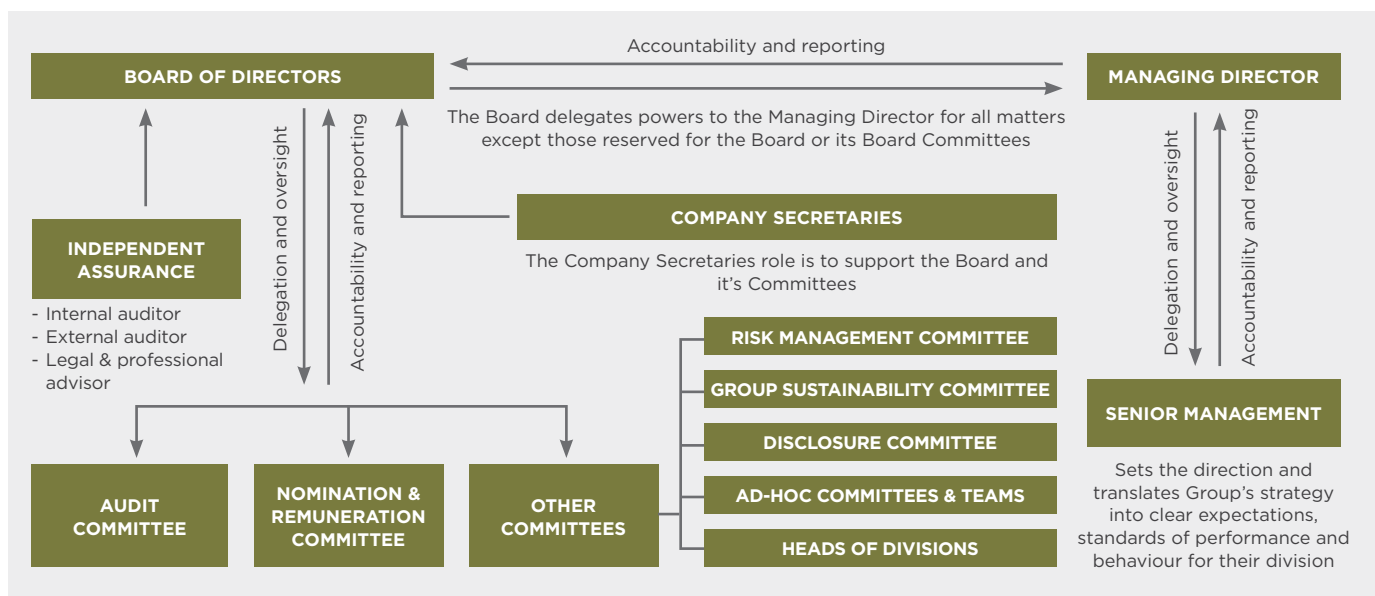 Accountability and reporting
BOARD OF DIRECTORS
MANAGING DIRECTOR
The Board delegates powers to the Managing Director for all matters
except those reserved for the Board or its Board Committees
Delegation and oversight
Accountability and reporting
Delegation and oversight
Accountability and reporting
COMPANY SECRETARIES
The Company Secretaries role is to support the Board and
it’s Committees
INDEPENDENT
ASSURANCE
- Internal auditor
- External auditor
- Legal & professional
advisor
RISK MANAGEMENT COMMITTEE
GROUP SUSTAINABILITY COMMITTEE
DISCLOSURE COMMITTEE
AD-HOC COMMITTEES & TEAMS
HEADS OF DIVISIONS
SENIOR MANAGEMENT
Sets the direction and
translates Group’s strategy
into clear expectations,
standards of performance and
behaviour for their division
AUDIT
COMMITTEE
NOMINATION &
REMUNERATION
COMMITTEE
OTHER
COMMITTEES